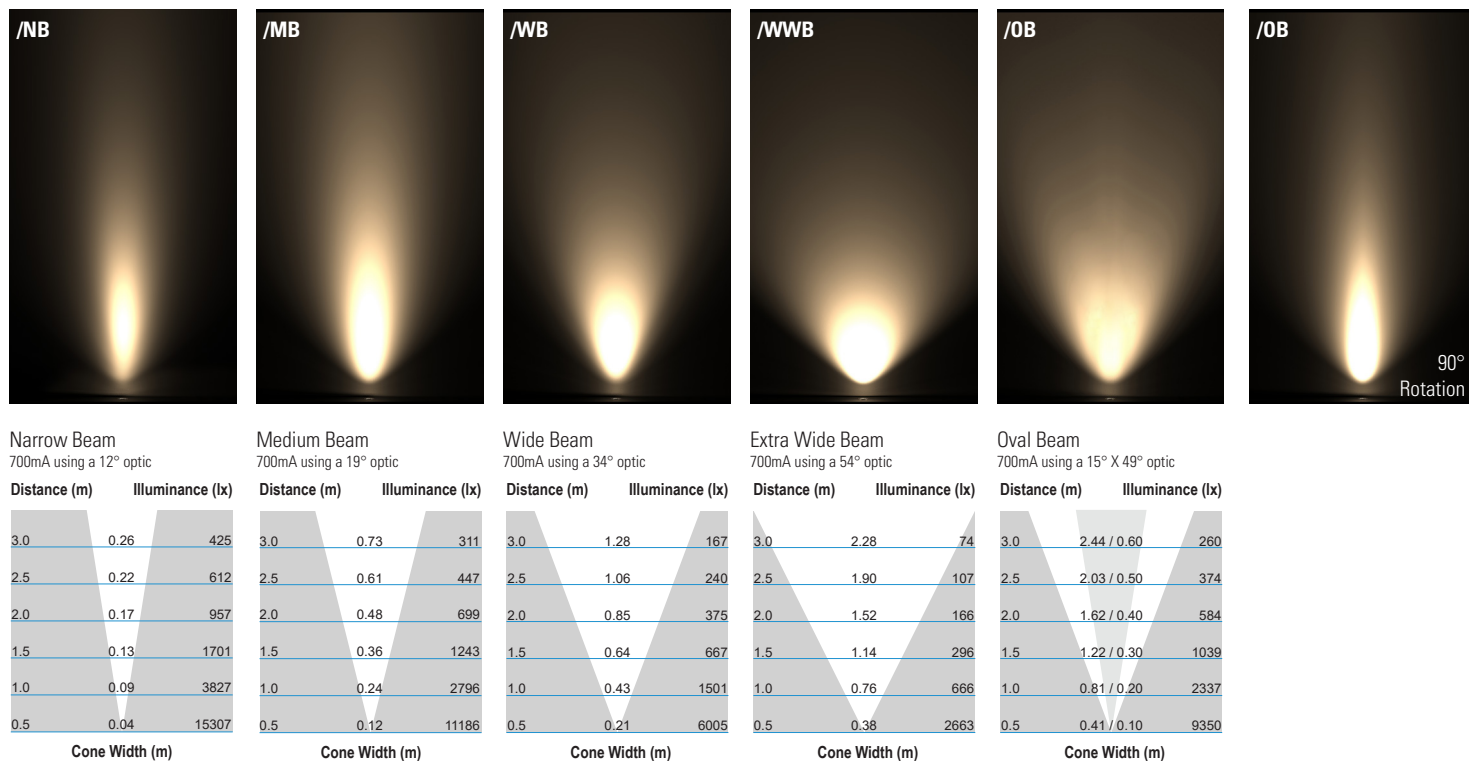 /NB
/MB
/WB
/WWB
/OB
/OB
90°
Rotation
Narrow Beam
700mA using a 12° optic
Distance (m) Illuminance (lx)
3.0 0.26 425
2.5 0.22 612
2.0 0.17 957
1.5 0.13 1701
1.0 0.09 3827
0.5 0.04 15307
Cone Width (m)
Medium Beam
700mA using a 19° optic
Distance (m) Illuminance (lx)
3.0 0.73 311
2.5 0.61 447
2.0 0.48 699
1.5 0.36 1243
1.0 0.24 2796
0.5 0.12 11186
Cone Width (m)
Wide Beam
700mA using a 34° optic
Distance (m) Illuminance (lx)
3.0 1.28 167
2.5 1.06 240
2.0 0.85 375
1.5 0.64 667
1.0 0.43 1501
0.5 0.21 6005
Cone Width (m)
Extra Wide Beam
700mA using a 54° optic
Distance (m) Illuminance (lx)
3.0 2.28 74
2.5 1.90 107
2.0 1.52 166
1.5 1.14 296
1.0 0.76 666
0.5 0.38 2663
Cone Width (m)
Oval Beam
700mA using a 15° X 49° optic
Distance (m) Illuminance (lx)
3.0 2.44 / 0.60 260
2.5 2.03 / 0.50 374
2.0 1.62 / 0.40 584
1.5 1.22 / 0.30 1039
1.0 0.81 / 0.20 2337
0.5 0.41 / 0.10 9350
Cone Width (m)